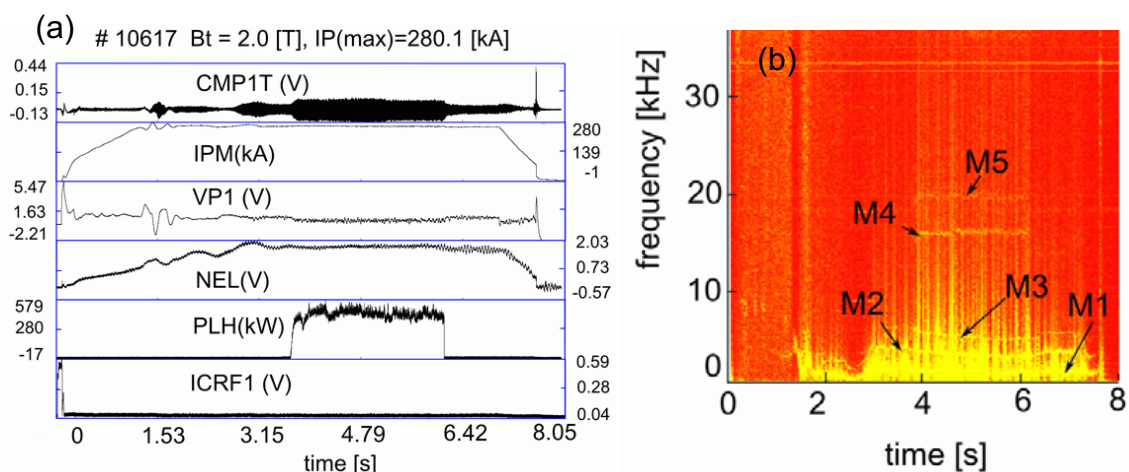 (a)
# 10617 Bt = 2.0 [T], IP(max)=280.1 [kA]
0.44
0.15
-0.13
CMP1T (V)
IPM(kA)
280
139
-1
5.47
1.63
-2.21
VP1 (V)
NEL(V)
2.03
0.73
-0.57
579
280
-17
PLH(kW)
ICRF1 (V)
0.59
0.28
0.04
0 1.53 3.15 4.79 6.42 8.05
time [s]
(b)
frequency [kHz]
30
20
10
0
M5
M4
M3
M2
M1
0 2 4 6 8
time [s]